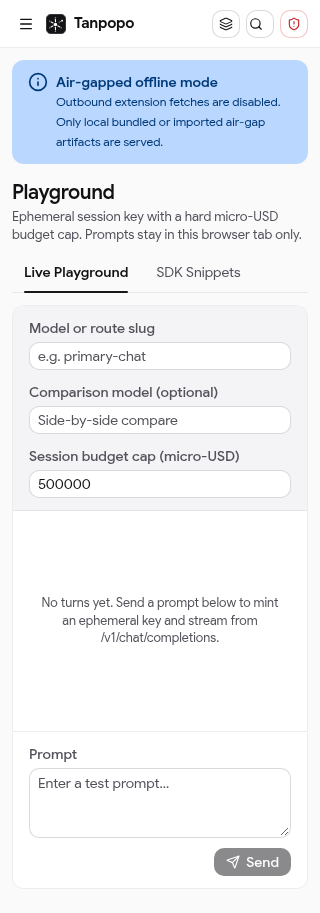 Tanpopo
Air-gapped offline mode
Outbound extension fetches are disabled.
Only local bundled or imported air-gap
artifacts are served.
Playground
Ephemeral session key with a hard micro-USD
budget cap. Prompts stay in this browser tab only.
Live Playground
SDK Snippets
Model or route slug
e.g. primary-chat
Comparison model (optional)
Side-by-side compare
Session budget cap (micro-USD)
500000
No turns yet. Send a prompt below to mint
an ephemeral key and stream from
/v1/chat/completions.
Prompt
Enter a test prompt...
Send